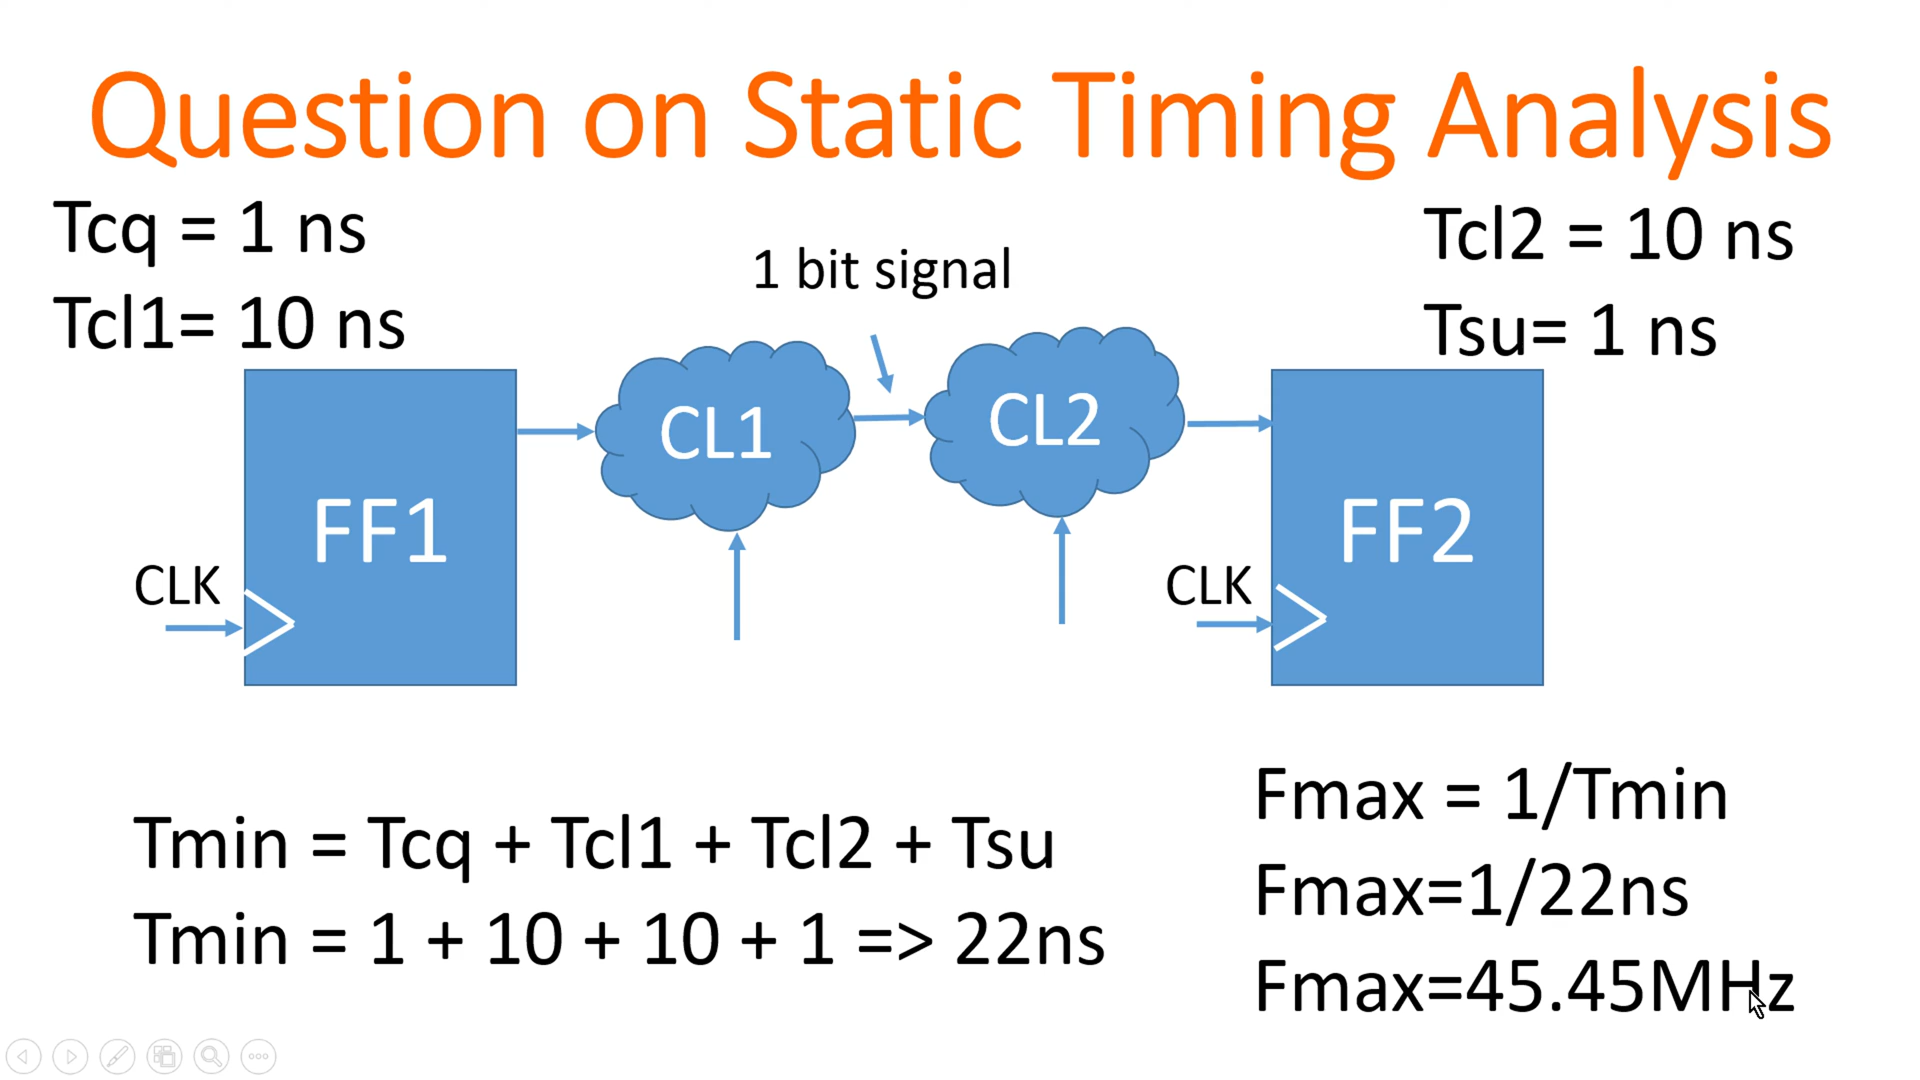 Question on Static Timing Analysis
Tcq = 1 ns
Tcl1= 10 ns
1 bit signal
Tcl2 = 10 ns
Tsu= 1 ns
CL1
CL2
FF1
FF2
CLK
CLK
Tmin = Tcq + Tcl1 + Tcl2 + Tsu
Tmin = 1 + 10 + 10 + 1 => 22ns
Fmax = 1/Tmin
Fmax=1/22ns
Fmax=45.45MHz